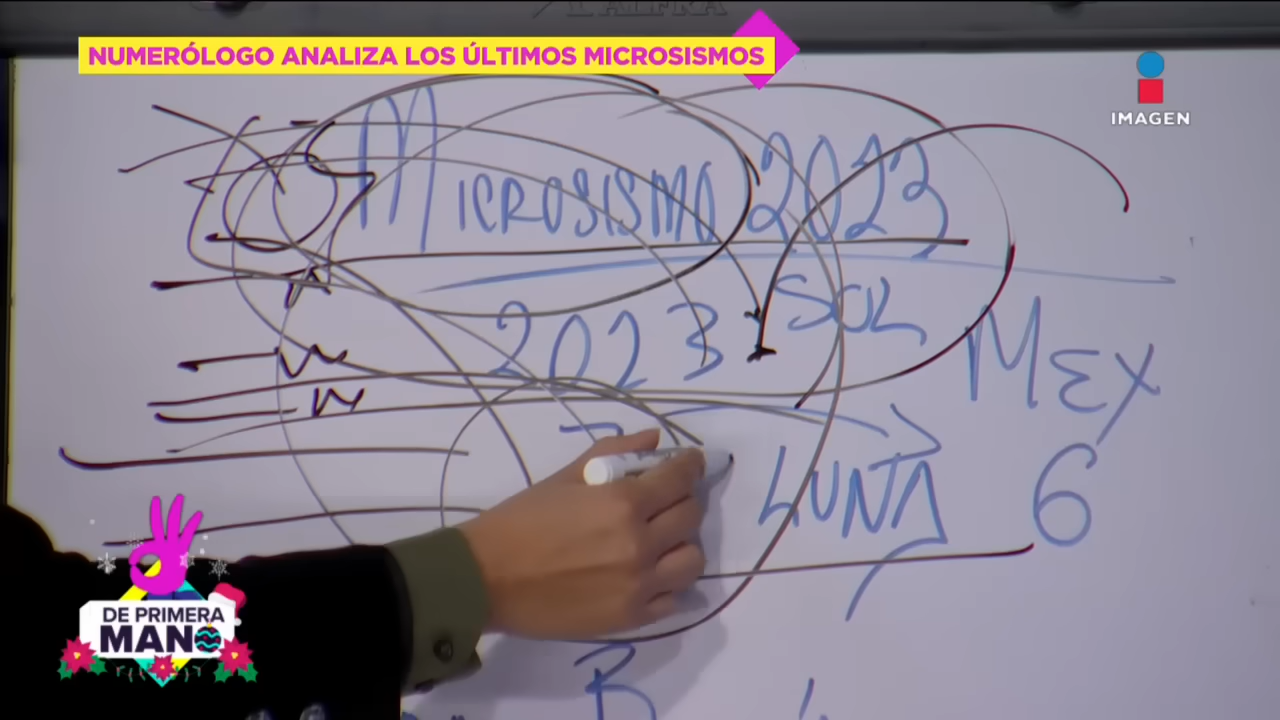 NUMERÓLOGO ANALIZA LOS ÚLTIMOS MICROSISMOS
IMAGEN
MICROSISMO 2023
2023 SOL
MEX
LUNA 6
DE PRIMERA
MANO